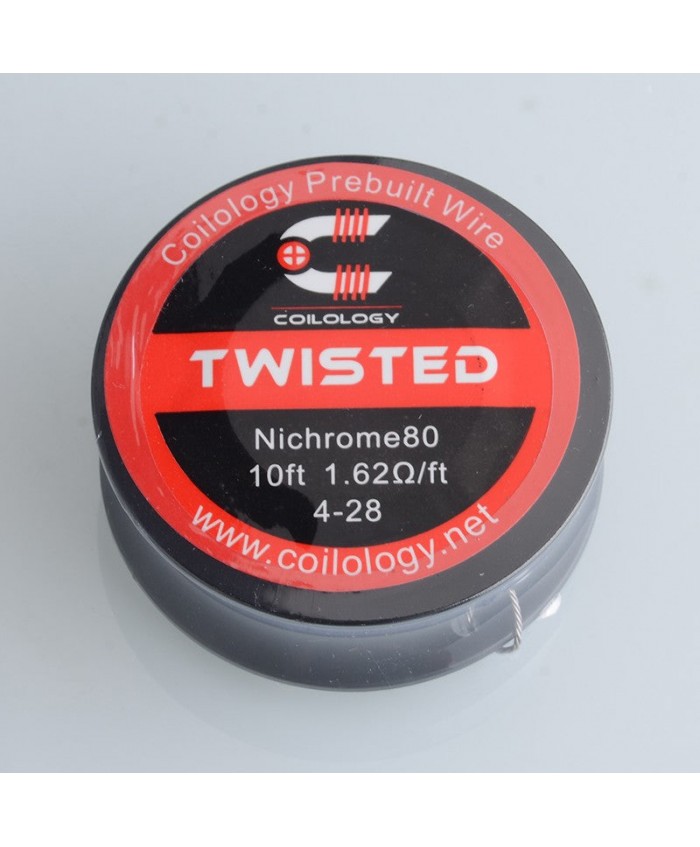 Coilology Prebuilt Wire
COILOLOGY
TWISTED
Nichrome80
10ft 1.62Ω/ft
4-28
www.coilology.net